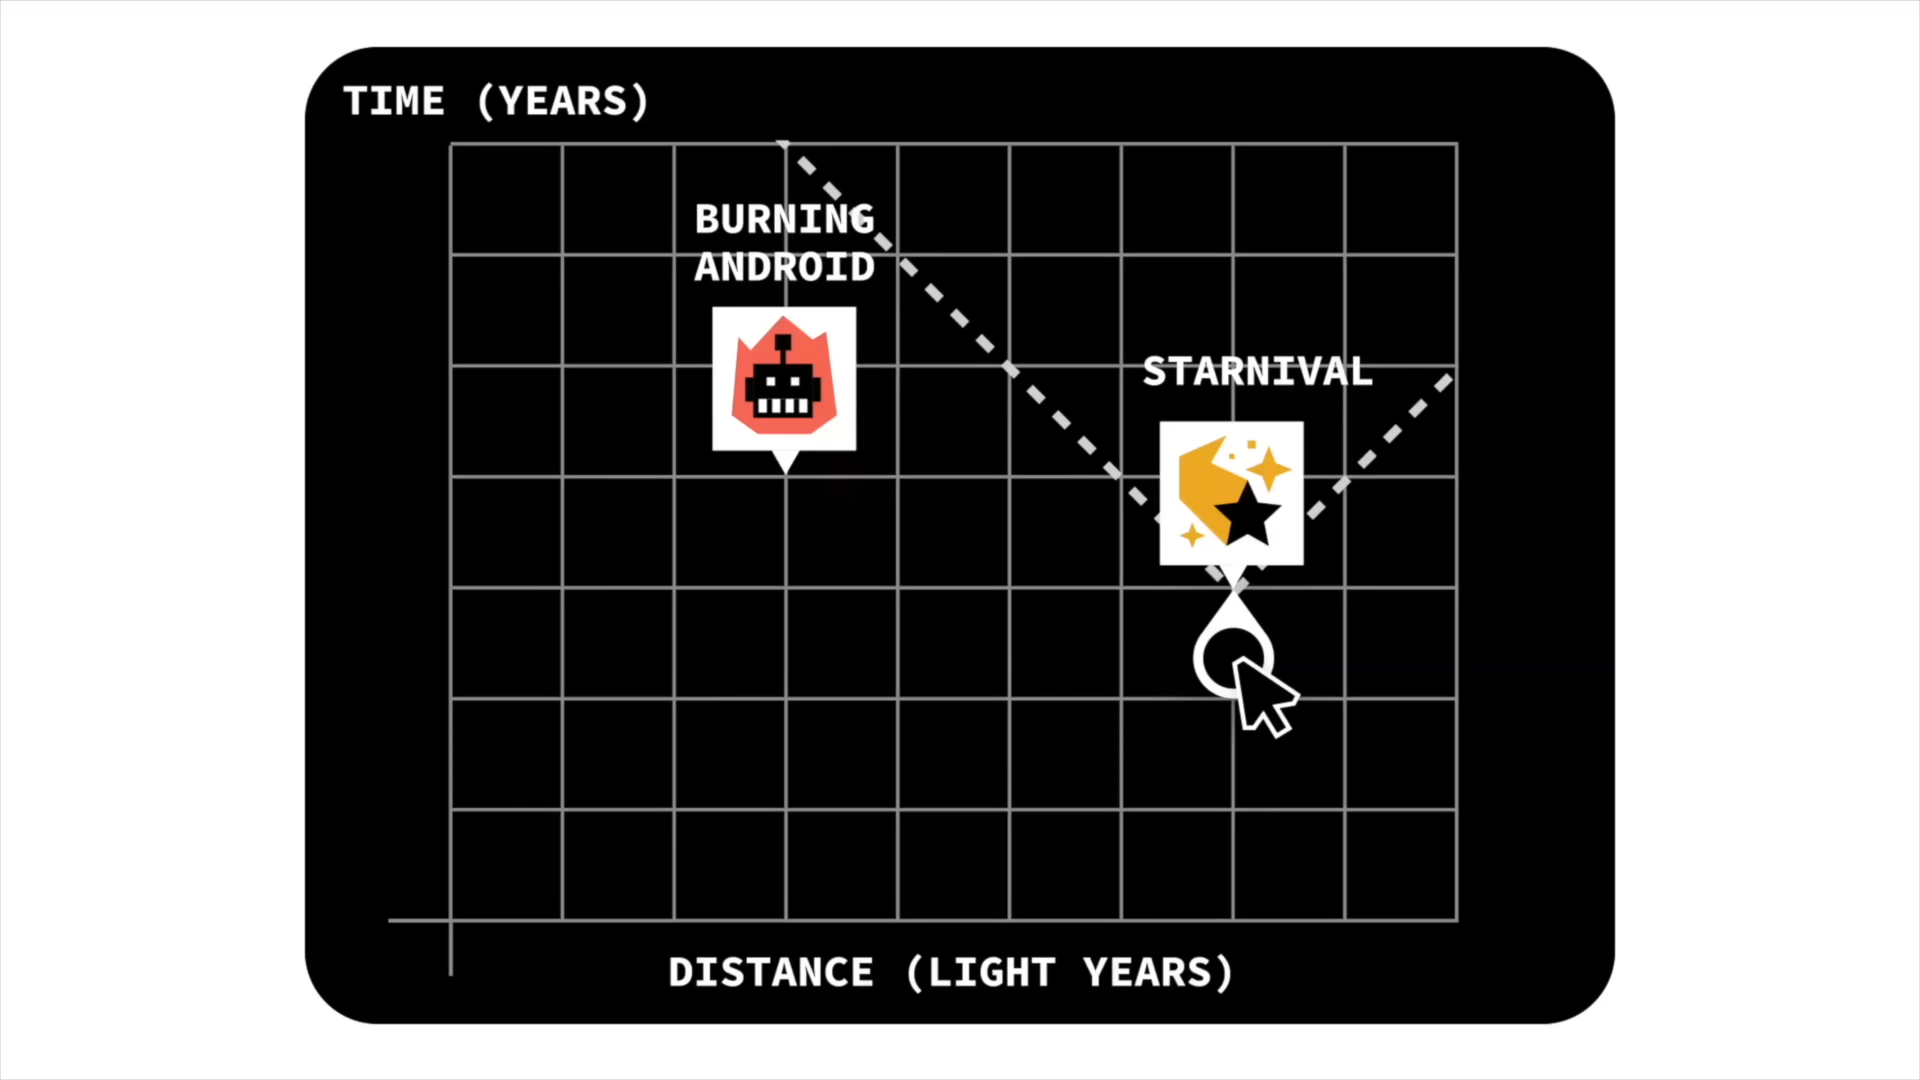 TIME (YEARS)
BURNING
ANDROID
STARNIVAL
DISTANCE (LIGHT YEARS)